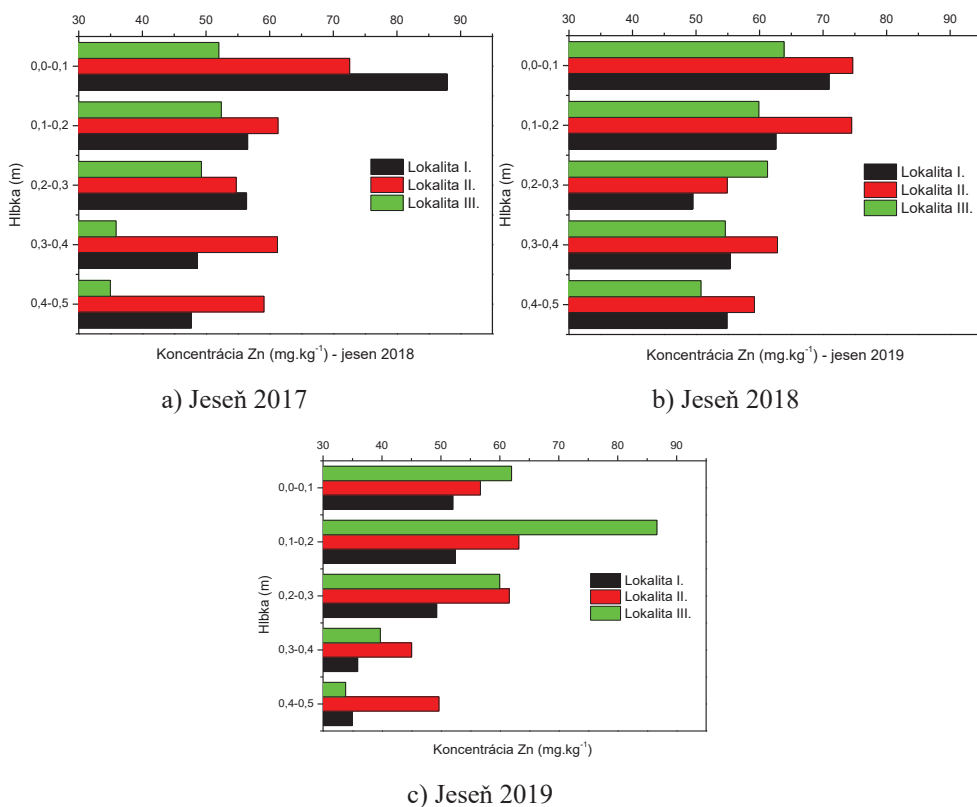 30 40 50 60 70 80 90
0,0-0,1
0,1-0,2
0,2-0,3
0,3-0,4
0,4-0,5
Hlbka (m)
Lokalita I.
Lokalita II.
Lokalita III.
Koncentrácia Zn (mg.kg⁻¹) - jesen 2018
a) Jeseň 2017
30 40 50 60 70 80 90
0,0-0,1
0,1-0,2
0,2-0,3
0,3-0,4
0,4-0,5
Hlbka (m)
Lokalita I.
Lokalita II.
Lokalita III.
Koncentrácia Zn (mg.kg⁻¹) - jesen 2019
b) Jeseň 2018
30 40 50 60 70 80 90
0,0-0,1
0,1-0,2
0,2-0,3
0,3-0,4
0,4-0,5
Hlbka (m)
Lokalita I.
Lokalita II.
Lokalita III.
Koncentrácia Zn (mg.kg⁻¹)
c) Jeseň 2019